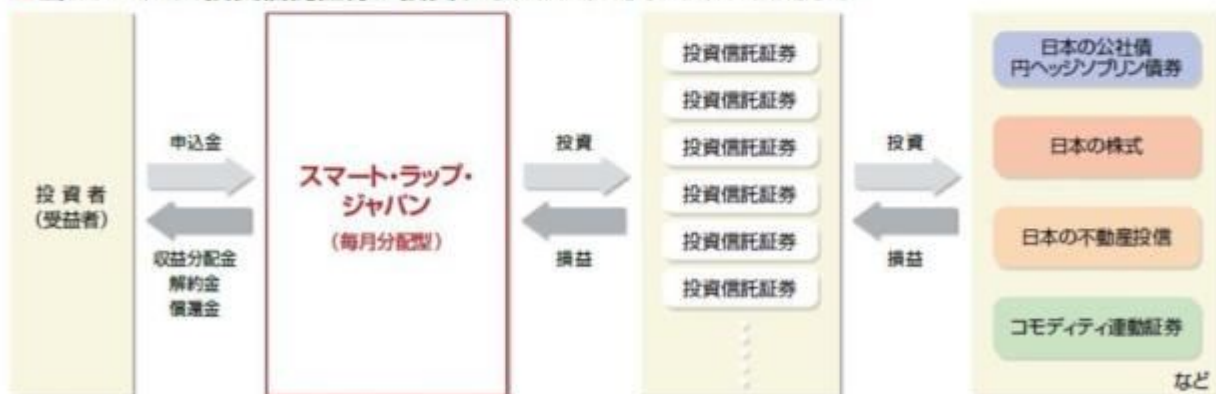 投資者
(受益者)
申込金
収益分配金
解約金
償還金
スマート・ラップ・
ジャパン
(毎月分配型)
投資
損益
投資信託証券
投資信託証券
投資信託証券
投資信託証券
投資信託証券
投資信託証券
投資
損益
日本の公社債
円ヘッジソブリン債券
日本の株式
日本の不動産投信
コモディティ連動証券
など